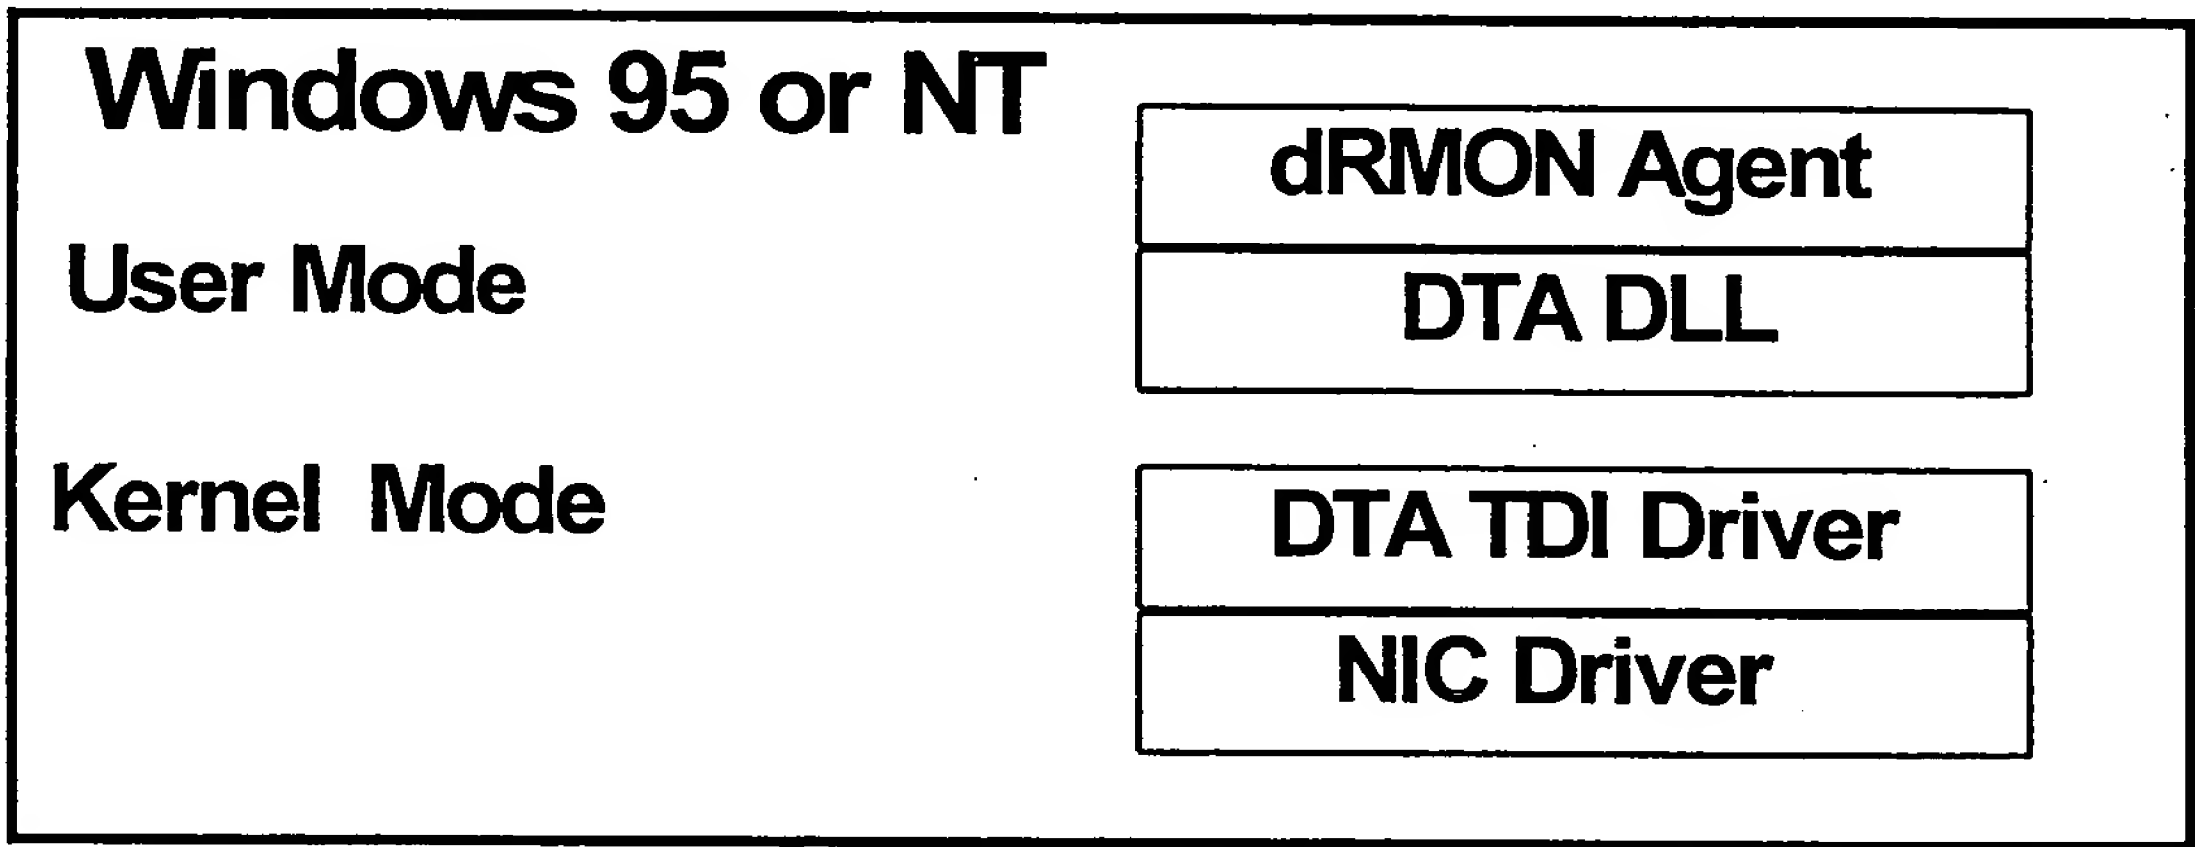 Windows 95 or NT
dRMON Agent
User Mode
DTA DLL
Kernel Mode
DTA TDI Driver
NIC Driver